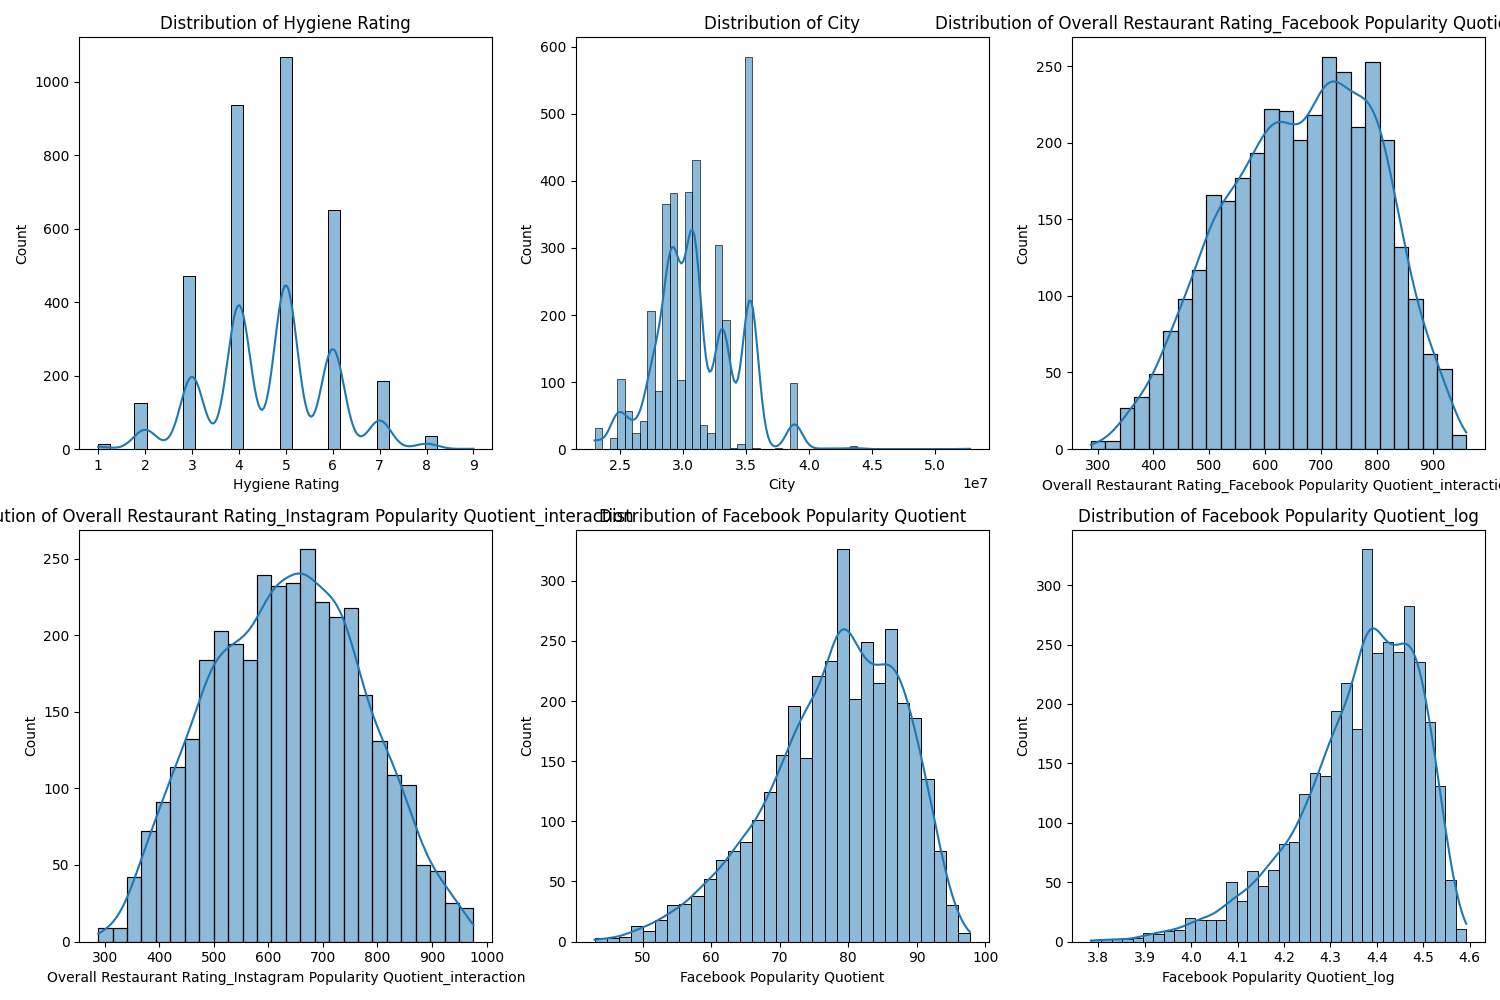 Distribution of Hygiene Rating
1000
800
600
400
200
0
Count
1 2 3 4 5 6 7 8 9
Hygiene Rating
Distribution of City
600
500
400
300
200
100
0
Count
2.5 3.0 3.5 4.0 4.5 5.0
1e7
City
Distribution of Overall Restaurant Rating_Facebook Popularity
250
200
150
100
50
0
Count
300 400 500 600 700 800 900
Overall Restaurant Rating_Facebook Popularity Quotient_interactio
of Overall Restaurant Rating_Instagram Popularity Quotient_interaction
250
200
150
100
50
0
Count
300 400 500 600 700 800 900 1000
Overall Restaurant Rating_Instagram Popularity Quotient_interaction
Distribution of Facebook Popularity Quotient
300
250
200
150
100
50
0
Count
50 60 70 80 90 100
Facebook Popularity Quotient
Distribution of Facebook Popularity Quotient_log
300
250
200
150
100
50
0
Count
3.8 3.9 4.0 4.1 4.2 4.3 4.4 4.5 4.6
Facebook Popularity Quotient_log